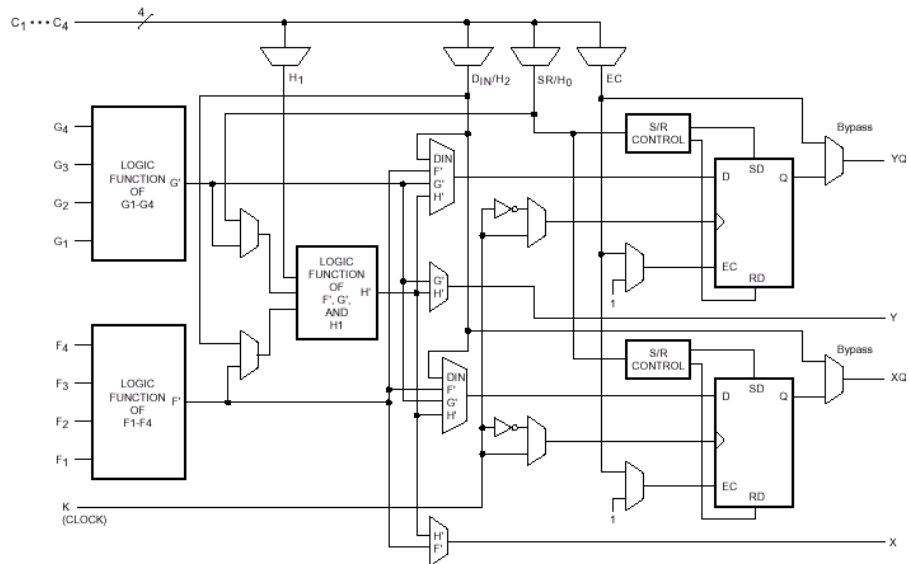 C1 ••• C4
4
H1
DIN/H2
SR/H0
EC
G4
G3
G2
G1
LOGIC
FUNCTION
OF
G1-G4
G'
DIN
F'
G'
H'
S/R
CONTROL
Bypass
YQ
D
SD
Q
EC
RD
1
LOGIC
FUNCTION
OF
F', G',
AND
H1
H'
G'
H'
Y
F4
F3
F2
F1
LOGIC
FUNCTION
OF
F1-F4
F'
DIN
F'
G'
H'
S/R
CONTROL
Bypass
XQ
D
SD
Q
EC
RD
1
K
(CLOCK)
H'
F'
X